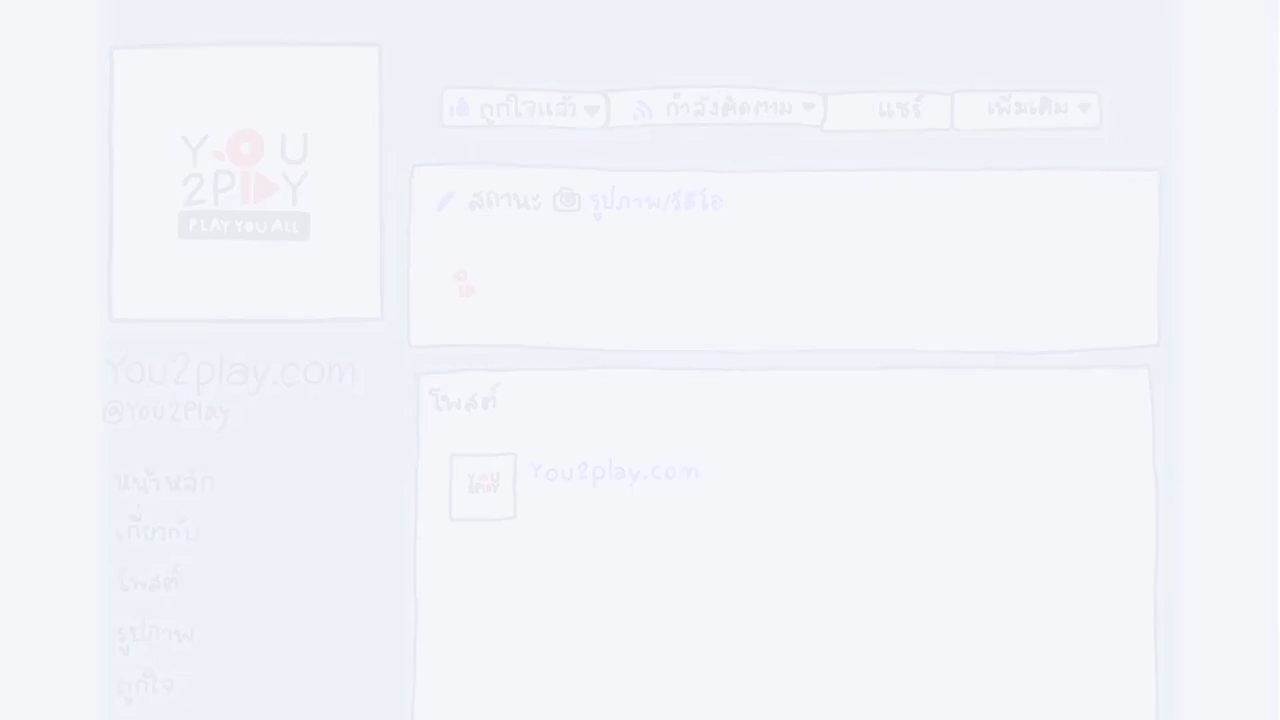 YOU
2PLAY
PLAY YOU ALL
ถูกใจแล้ว
กำลังติดตาม
แชร์
เพิ่มเติม
สถานะ รูปภาพ/วิดีโอ
You2play.com
@You2Play
หน้าหลัก
เกี่ยวกับ
โพสต์
รูปภาพ
ถูกใจ
โพสต์
YOU
2PLAY
You2play.com